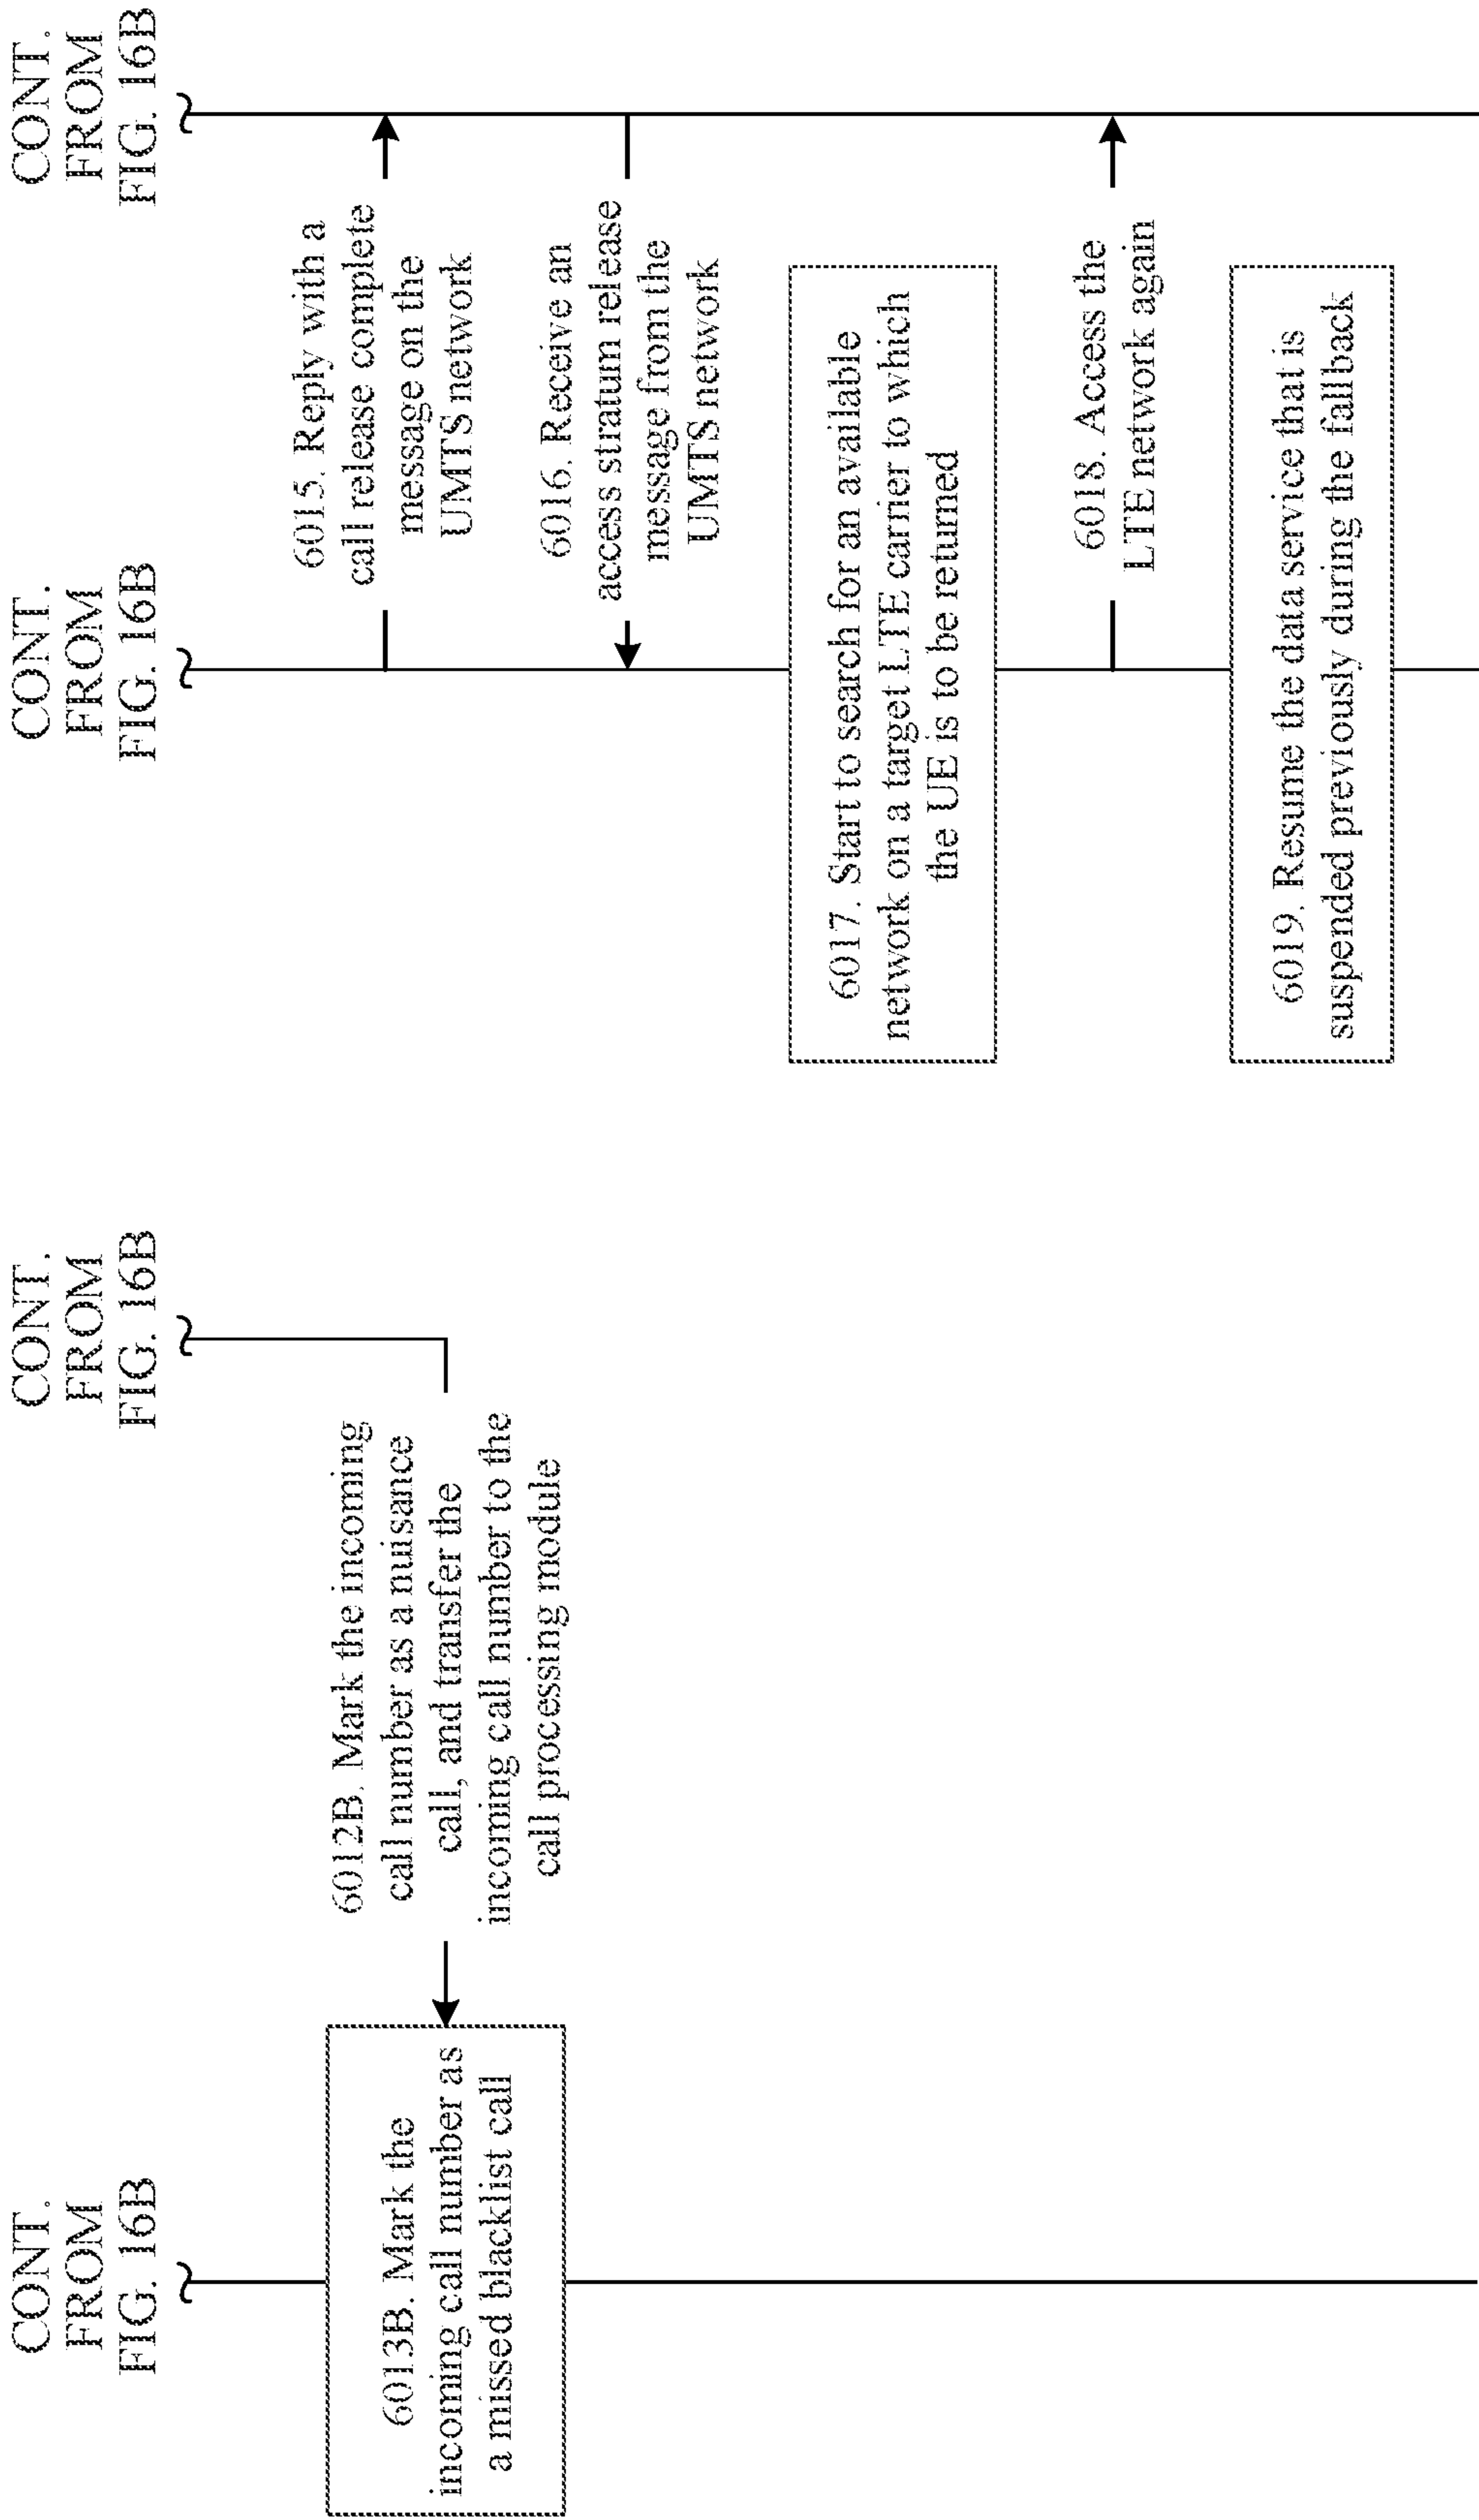 CONT.
FROM
FIG. 16B
CONT.
FROM
FIG. 16B
CONT.
FROM
FIG. 16B
CONT.
FROM
FIG. 16B
6013B. Mark the
incoming call number as
a missed blacklist call
6012B. Mark the incoming
call number as a nuisance
call, and transfer the
incoming call number to the
call processing module
6015. Reply with a
call release complete
message on the
UMTS network
6016. Receive an
access stratum release
message from the
UMTS network
6017. Start to search for an available
network on a target LTE carrier to which
the UE is to be returned
6018. Access the
LTE network again
6019. Resume the data service that is
suspended previously during the fallback